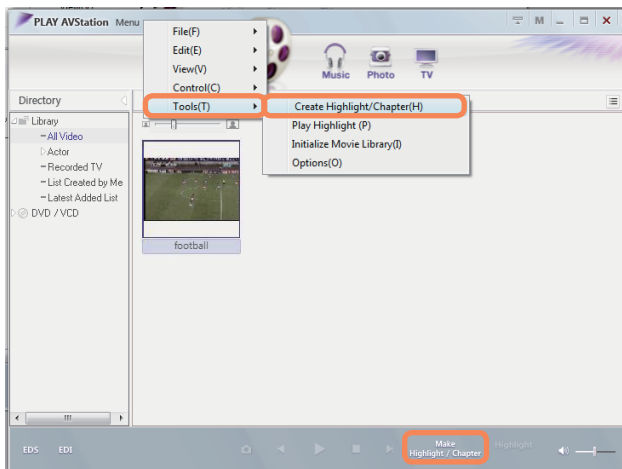 PLAY AVStation Menu
M
File(F)
Edit(E)
View(V)
Control(C)
Tools(T)
Music Photo TV
Create Highlight/Chapter(H)
Play Highlight (P)
Initialize Movie Library(I)
Options(O)
Directory
Library
All Video
Actor
Recorded TV
List Created by Me
Latest Added List
DVD / VCD
football
EDS EDI
Make
Highlight / Chapter
Highlight